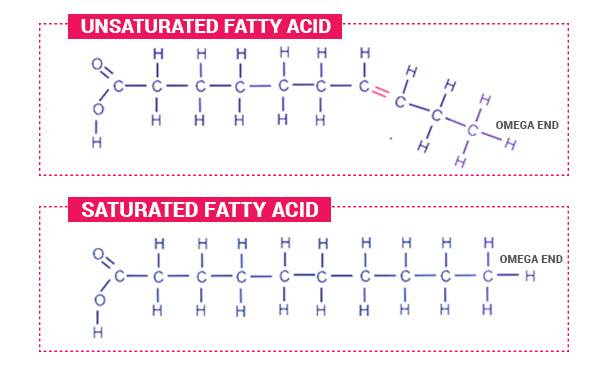 UNSATURATED FATTY ACID
H H H H H H
O H H H
C C C C C C C C C C OMEGA END
O H H H H H H H H
H
SATURATED FATTY ACID
H H H H H H H H H
O OMEGA END
C C C C C C C C C C H
O H H H H H H H H H
H